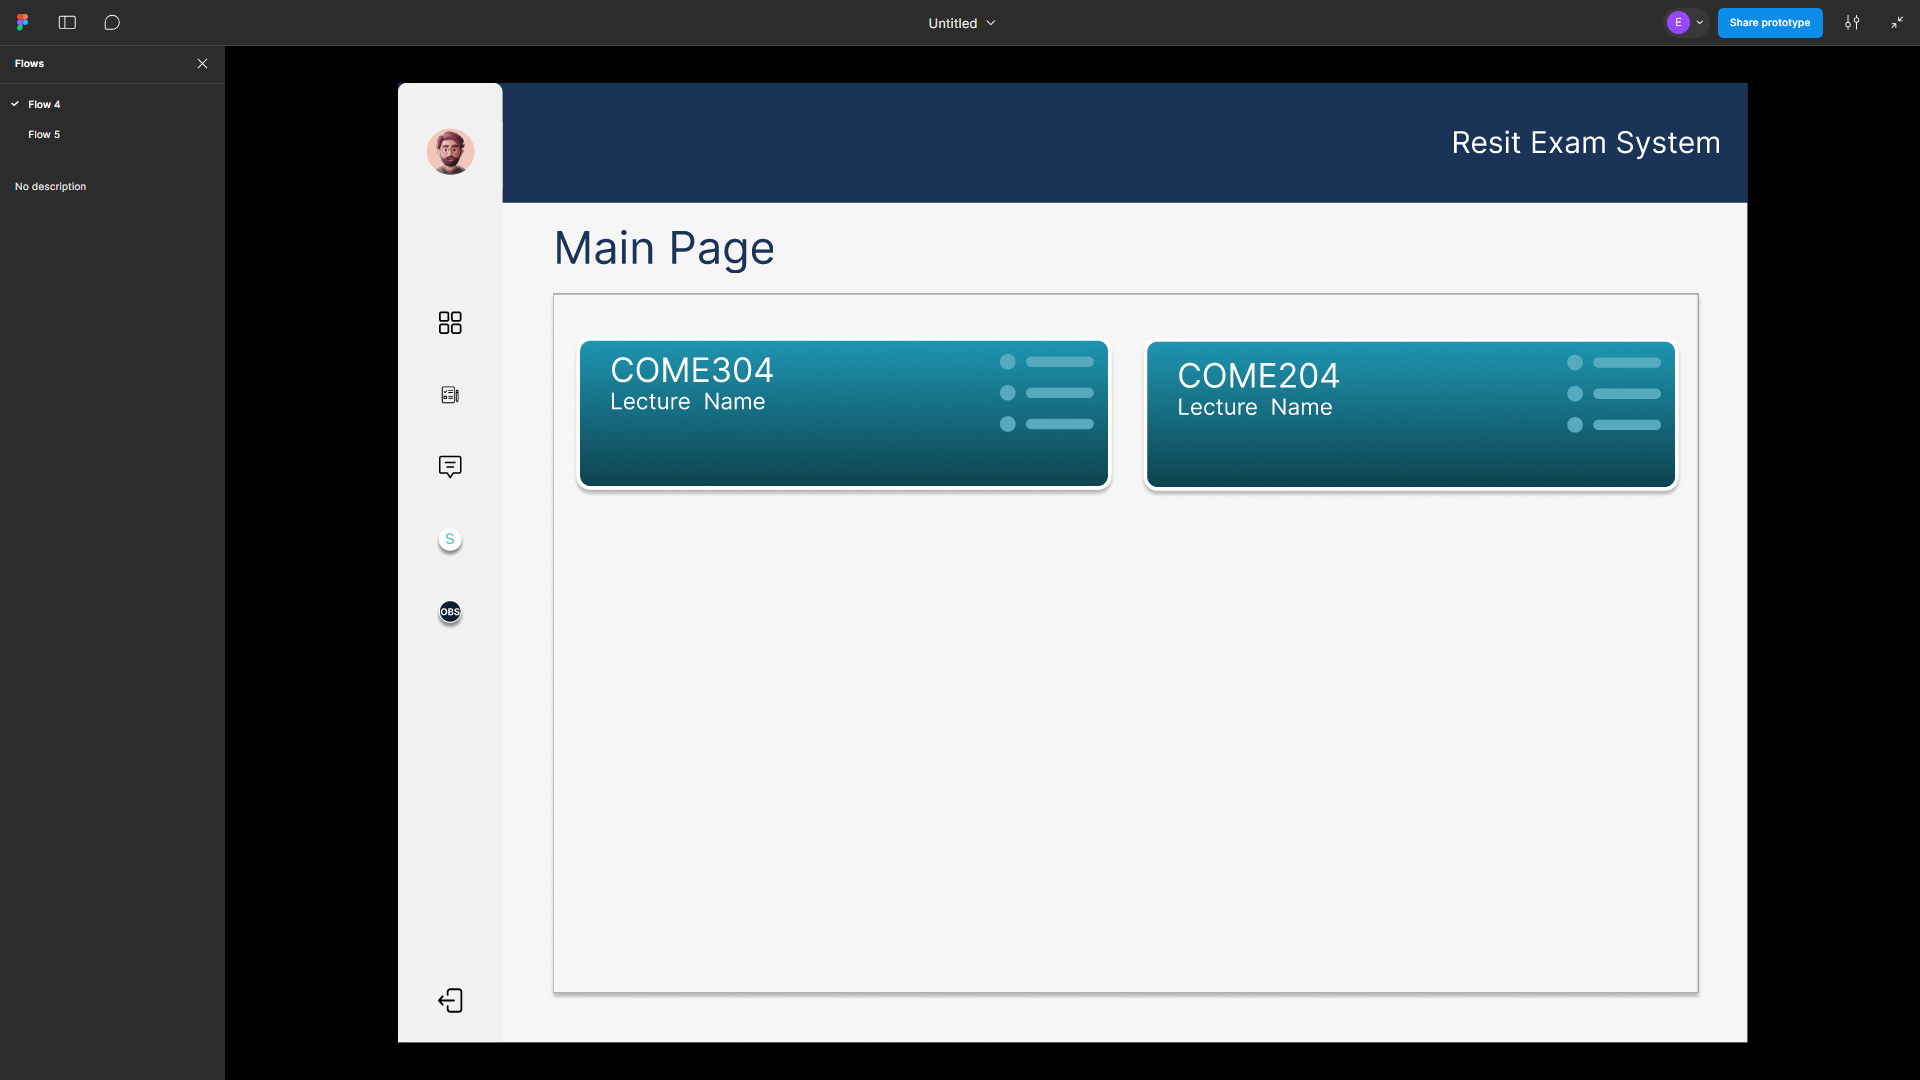 Untitled
E
Share prototype
Flows
Flow 4
Flow 5
No description
Resit Exam System
Main Page
COME304
Lecture Name
COME204
Lecture Name
S
OBS